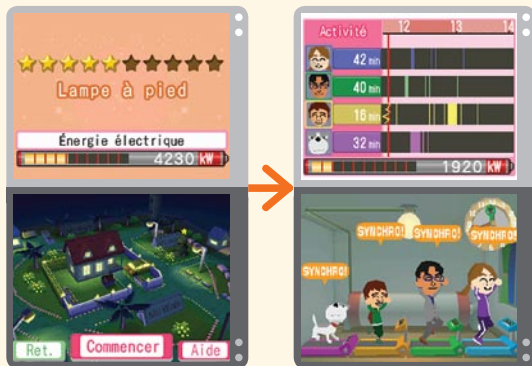 Lampe à pied
Énergie électrique
4230 kW
Ret.
Commencer
Aide
Activité
12 13 14
42 min
40 min
16 min
32 min
1920 kW
SYNCHRO!
SYNCHRO!
SYNCHRO!
SYNCHRO!